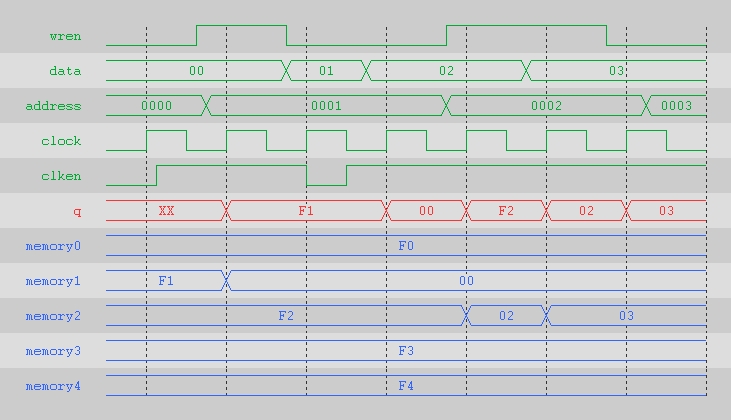 wren
data 00 01 02 03
address 0000 0001 0002 0003
clock
clken
q XX F1 00 F2 02 03
memory0 F0
memory1 F1 00
memory2 F2 02 03
memory3 F3
memory4 F4